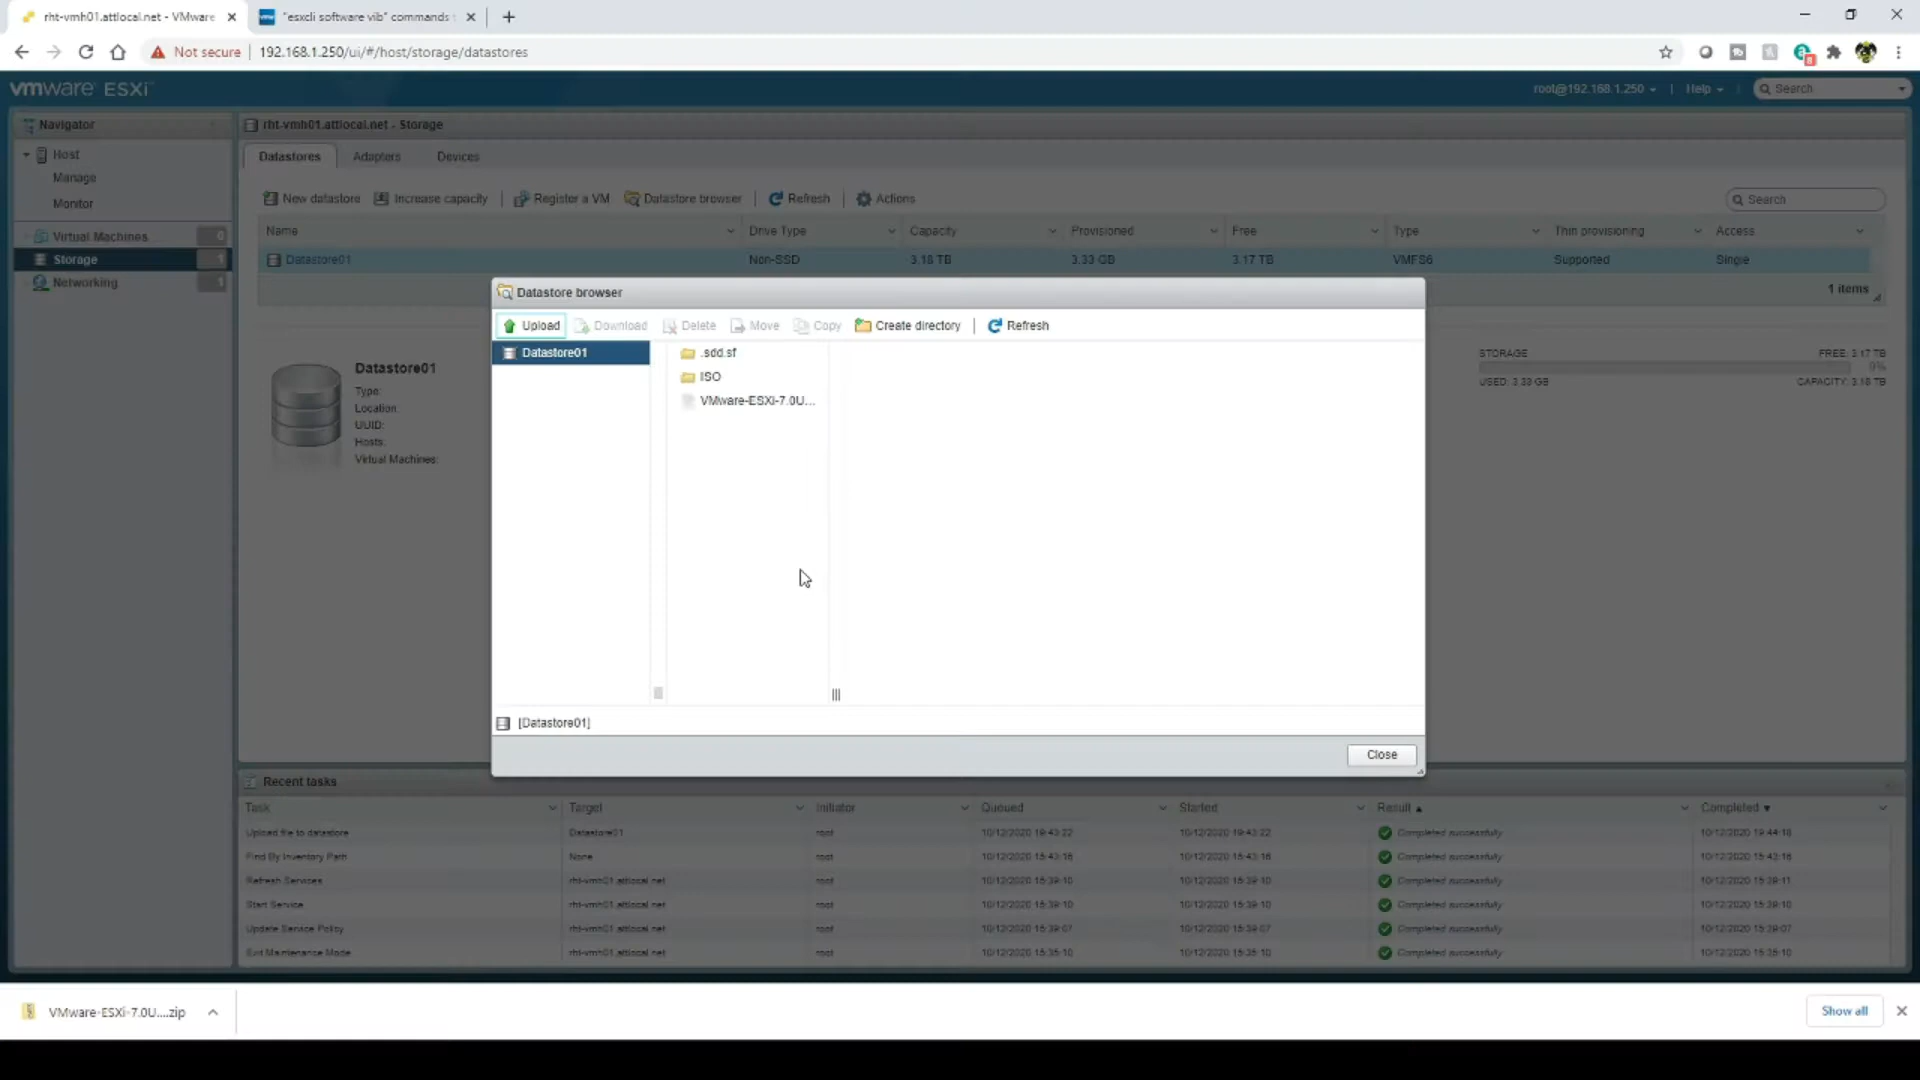 rht-vmh01.attlocal.net - VMware
"esxcli software vib" commands
Not secure
192.168.1.250/ui/#/host/storage/datastores
vmware ESXi
root@192.168.1.250
Help
Search
Navigator
Host
Manage
Monitor
Virtual Machines
0
Storage
1
Networking
1
rht-vmh01.attlocal.net - Storage
Datastores
Adapters
Devices
New datastore
Increase capacity
Register a VM
Datastore browser
Refresh
Actions
Search
Name
Drive Type
Capacity
Provisioned
Free
Type
Thin provisioning
Access
Datastore01
Non-SSD
3.18 TB
3.33 GB
3.17 TB
VMFS6
Supported
Single
1 items
Datastore01
Type:
Location:
UUID:
Hosts:
Virtual Machines:
STORAGE
FREE: 3.17 TB
0%
USED: 3.33 GB
CAPACITY: 3.18 TB
Datastore browser
Upload
Download
Delete
Move
Copy
Create directory
Refresh
Datastore01
.sdd.sf
ISO
VMware-ESXi-7.0U...
[Datastore01]
Close
Recent tasks
Task
Target
Initiator
Queued
Started
Result
Completed
Upload file to datastore
Datastore01
root
10/12/2020 19:43:22
10/12/2020 19:43:22
Completed successfully
10/12/2020 19:44:18
Find By Inventory Path
None
root
10/12/2020 15:43:16
10/12/2020 15:43:16
Completed successfully
10/12/2020 15:43:16
Refresh Services
rht-vmh01.attlocal.net
root
10/12/2020 15:39:10
10/12/2020 15:39:10
Completed successfully
10/12/2020 15:39:11
Start Service
rht-vmh01.attlocal.net
root
10/12/2020 15:39:10
10/12/2020 15:39:10
Completed successfully
10/12/2020 15:39:10
Update Service Policy
rht-vmh01.attlocal.net
root
10/12/2020 15:39:07
10/12/2020 15:39:07
Completed successfully
10/12/2020 15:39:07
Exit Maintenance Mode
rht-vmh01.attlocal.net
root
10/12/2020 15:35:10
10/12/2020 15:35:10
Completed successfully
10/12/2020 15:35:10
VMware-ESXi-7.0U....zip
Show all